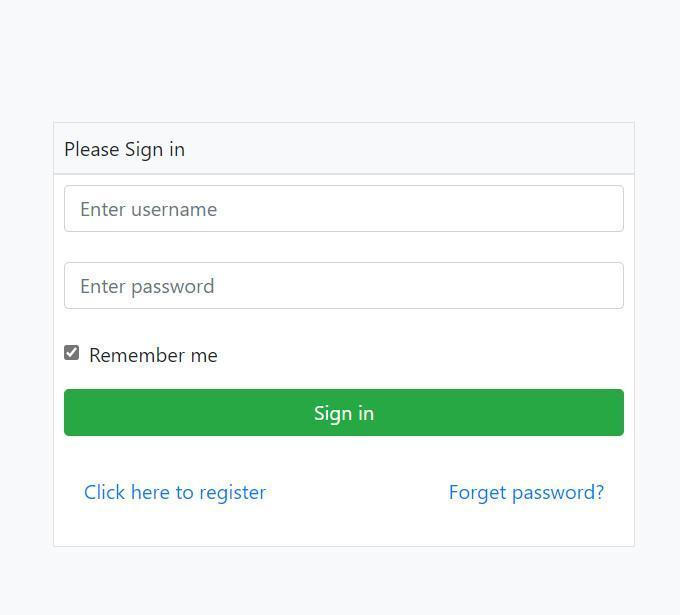 Please Sign in
Enter username
Enter password
Remember me
Sign in
Click here to register
Forget password?